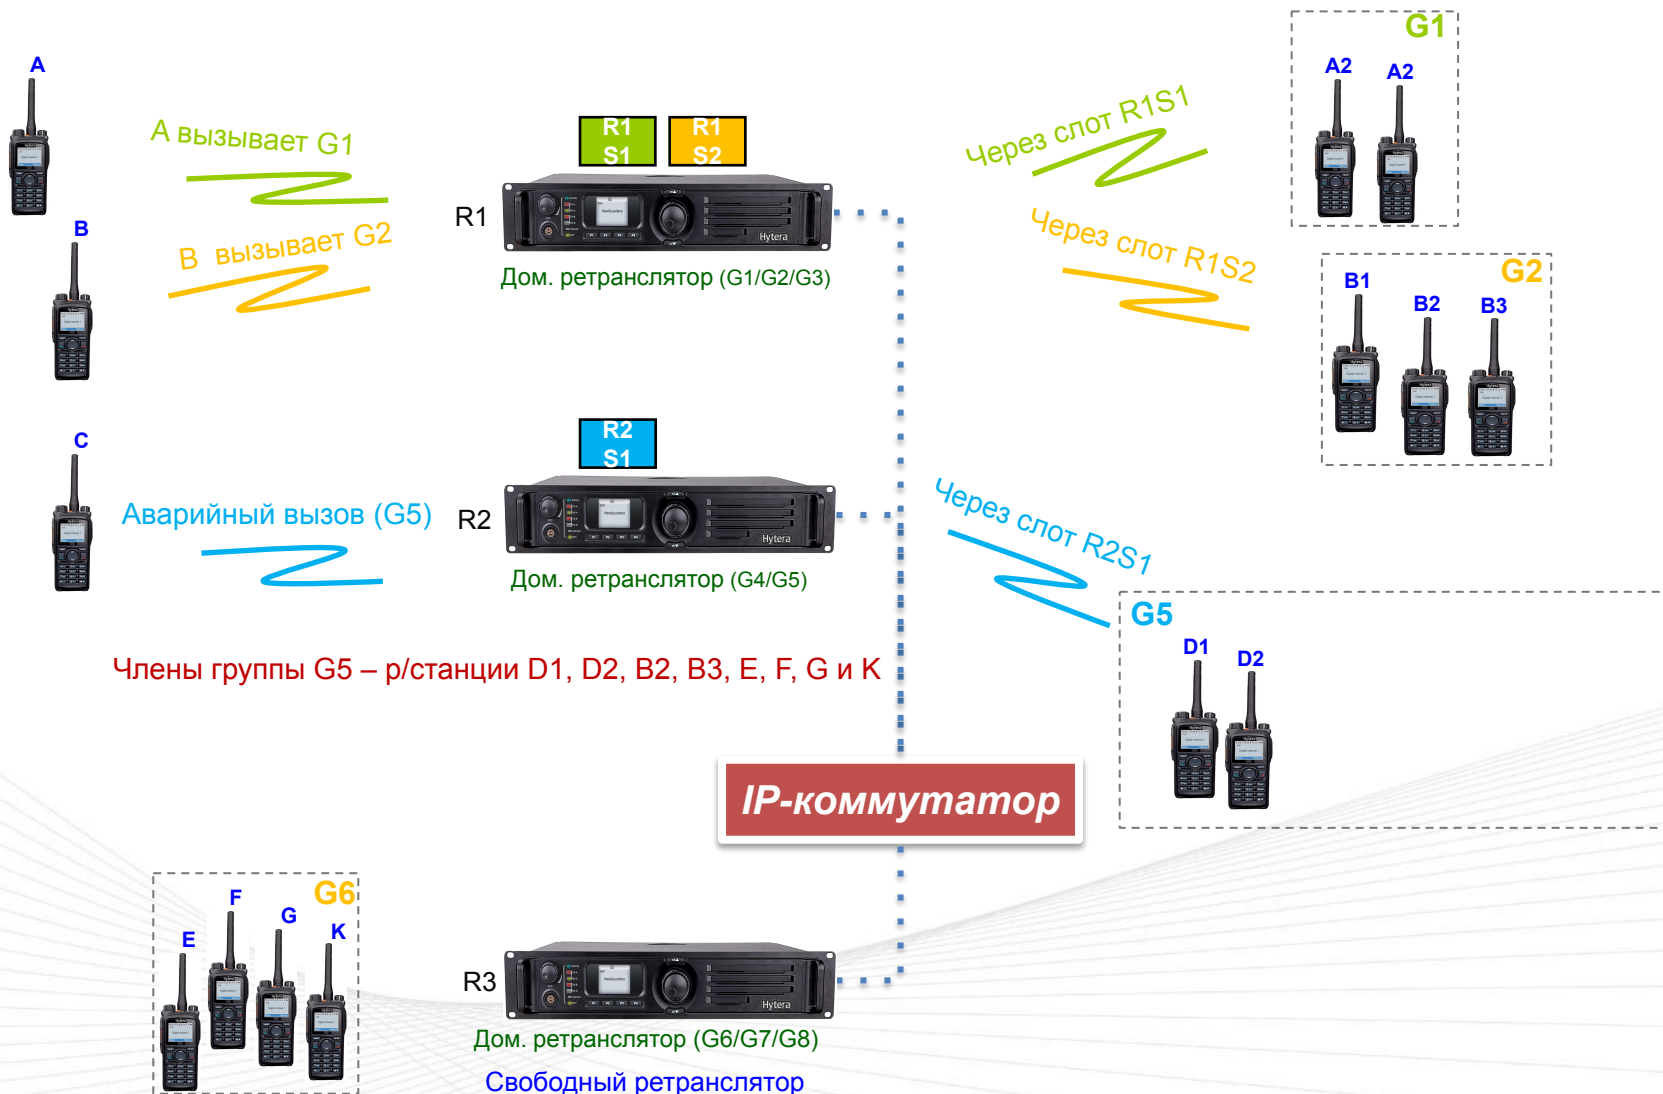 G1
A
A2
A2
А вызывает G1
R1
S1
R1
S2
Через слот R1S1
R1
Hytera
B
В вызывает G2
Дом. ретранслятор (G1/G2/G3)
Через слот R1S2
G2
B1
B2
B3
C
R2
S1
Аварийный вызов (G5)
R2
Hytera
Дом. ретранслятор (G4/G5)
Через слот R2S1
G5
D1
D2
Члены группы G5 – р/станции D1, D2, B2, B3, E, F, G и K
IP-коммутатор
G6
E
F
G
K
R3
Hytera
Дом. ретранслятор (G6/G7/G8)
Свободный ретранслятор